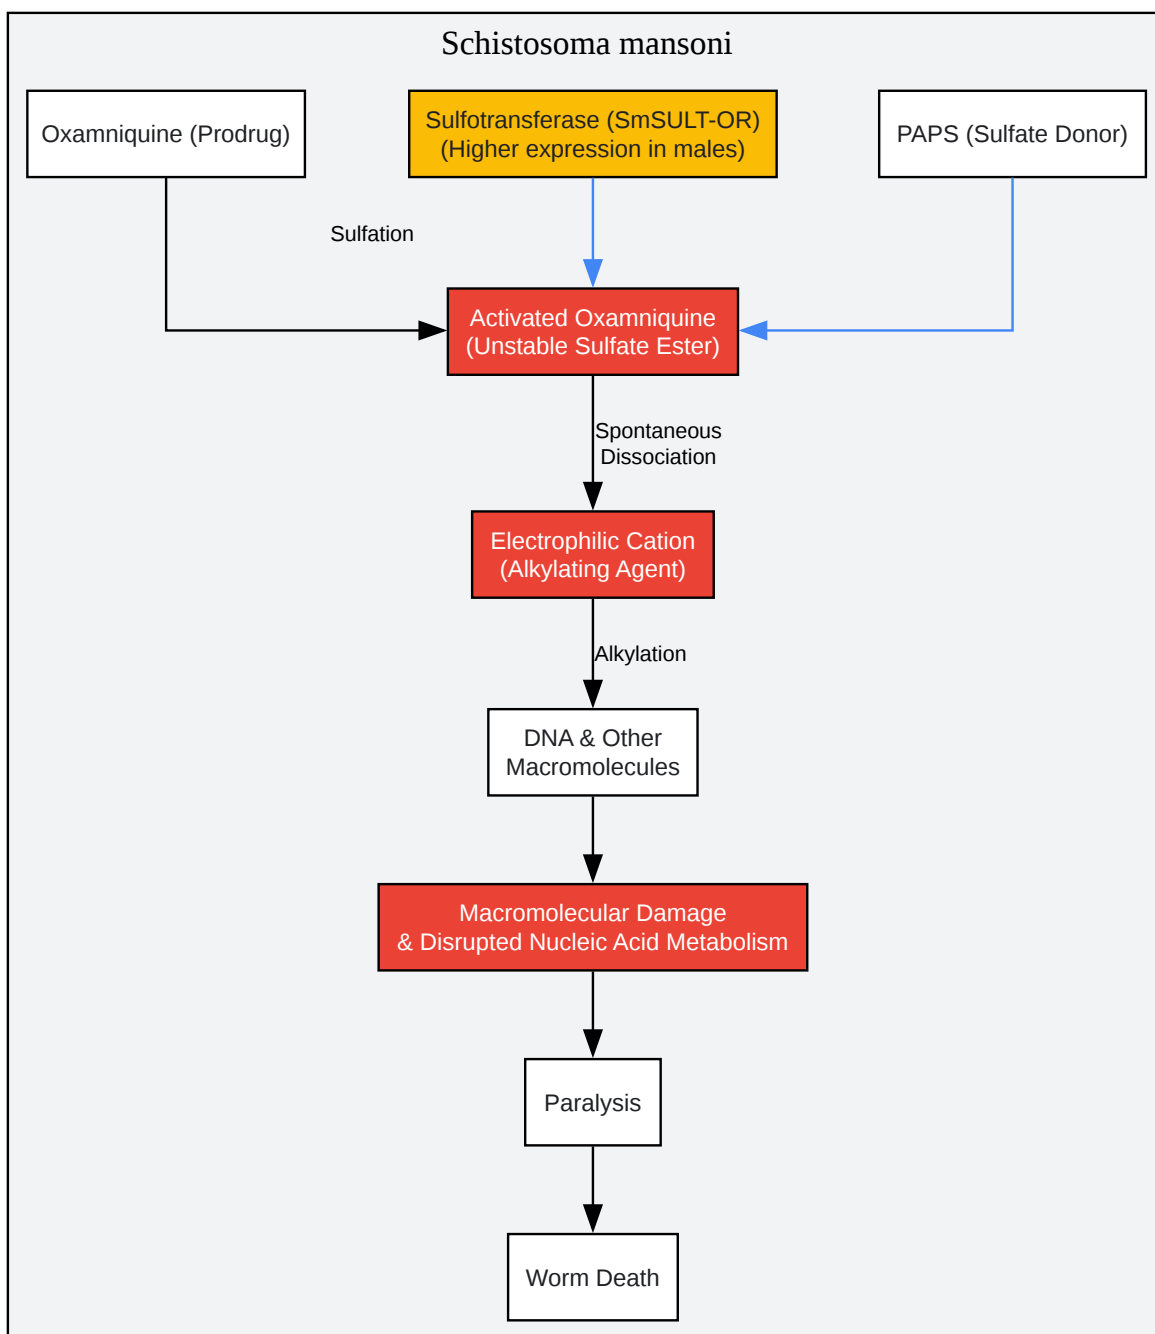 Schistosoma mansoni
Oxamniquine (Prodrug)
Sulfotransferase (SmSULT-OR)
(Higher expression in males)
PAPS (Sulfate Donor)
Sulfation
Activated Oxamniquine
(Unstable Sulfate Ester)
Spontaneous
Dissociation
Electrophilic Cation
(Alkylating Agent)
Alkylation
DNA & Other
Macromolecules
Macromolecular Damage
& Disrupted Nucleic Acid Metabolism
Paralysis
Worm Death